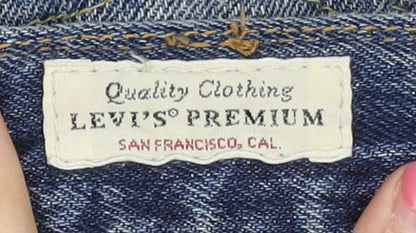 Quality Clothing
LEVI'S® PREMIUM
SAN FRANCISCO, CAL.